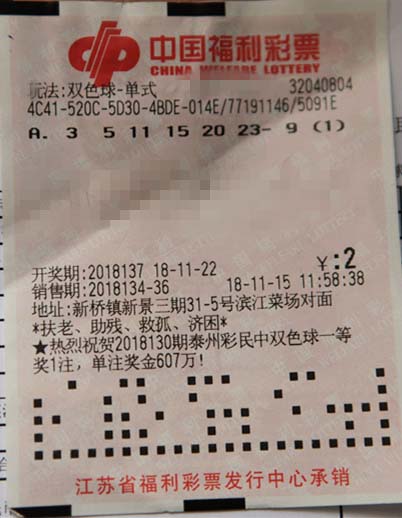 中国福利彩票
CHINA WELFARE LOTTERY
玩法:双色球-单式 32040804
4C41-520C-5D30-4BDE-014E/77191146/5091E
A. 3 5 11 15 20 23- 9 (1)
开奖期:2018137 18-11-22 ￥:2
销售期:2018134-36 18-11-15 11:58:38
地址:新桥镇新景三期31-5号滨江菜场对面
*扶老、助残、救孤、济困*
★热烈祝贺2018130期泰州彩民中双色球一等
奖1注，单注奖金607万!
江苏省福利彩票发行中心承销